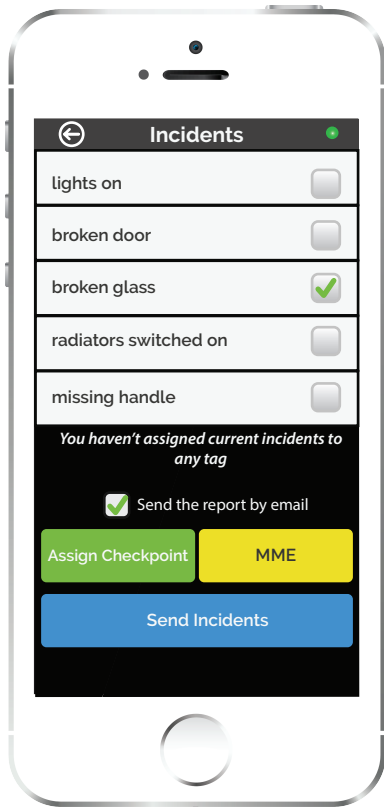 Incidents
lights on
broken door
broken glass
radiators switched on
missing handle
You haven't assigned current incidents to
any tag
Send the report by email
Assign Checkpoint
MME
Send Incidents